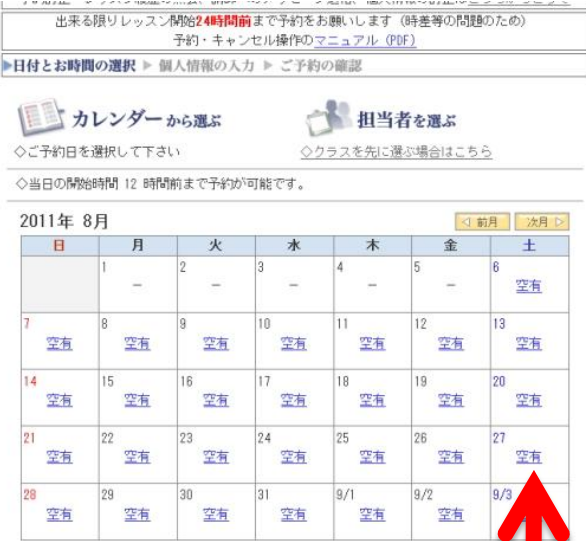 出来る限りレッスン開始24時間前まで予約をお願いします（時差等の問題のため）
予約・キャンセル操作のマニュアル（PDF）
▶日付とお時間の選択 ▶ 個人情報の入力 ▶ ご予約の確認
カレンダーから選ぶ 担当者を選ぶ
◇ご予約日を選択して下さい ◇クラスを先に選ぶ場合はこちら
◇当日の開始時間 12 時間前まで予約が可能です。
2011年 8月 ◁ 前月 次月 ▷
日 月 火 水 木 金 土
1 2 3 4 5 6
－ － － － － 空有
7 8 9 10 11 12 13
空有 空有 空有 空有 空有 空有 空有
14 15 16 17 18 19 20
空有 空有 空有 空有 空有 空有 空有
21 22 23 24 25 26 27
空有 空有 空有 空有 空有 空有 空有
28 29 30 31 9/1 9/2 9/3
空有 空有 空有 空有 空有 空有